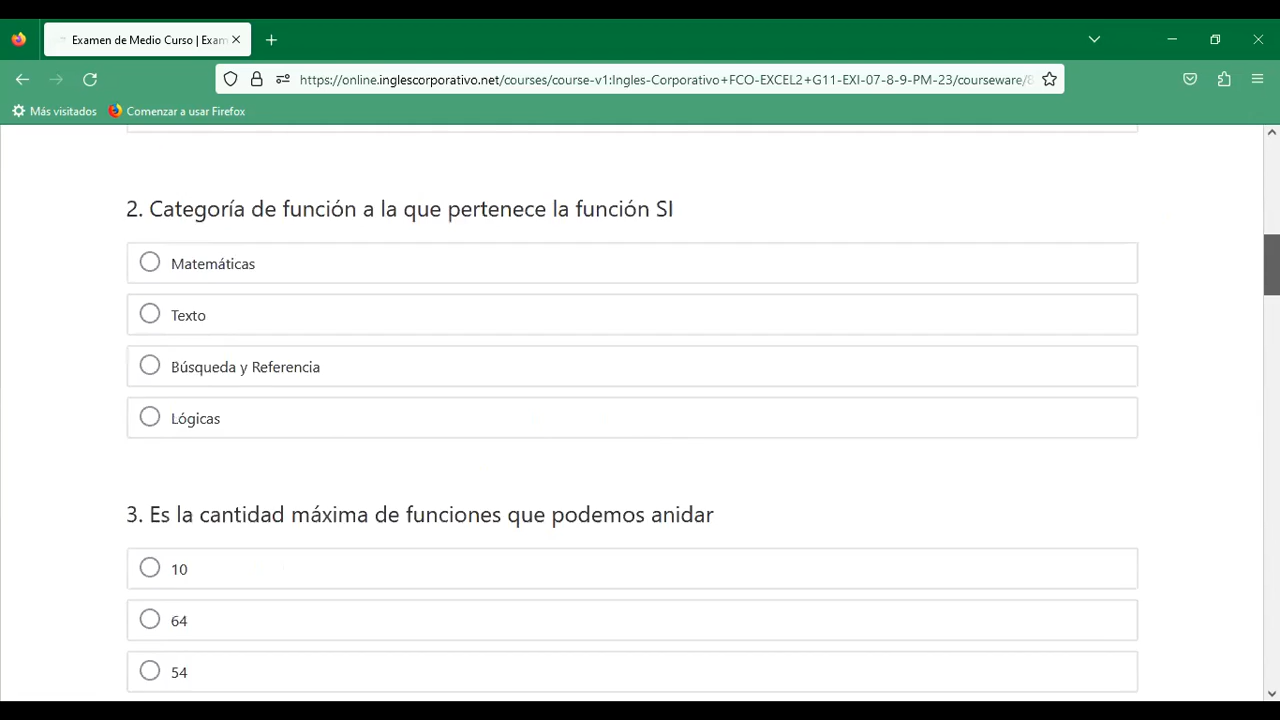 Examen de Medio Curso | Exam
https://online.inglescorporativo.net/courses/course-v1:Ingles-Corporativo+FCO-EXCEL2+G11-EXI-07-8-9-PM-23/courseware/8
Más visitados Comenzar a usar Firefox
2. Categoría de función a la que pertenece la función SI
Matemáticas
Texto
Búsqueda y Referencia
Lógicas
3. Es la cantidad máxima de funciones que podemos anidar
10
64
54